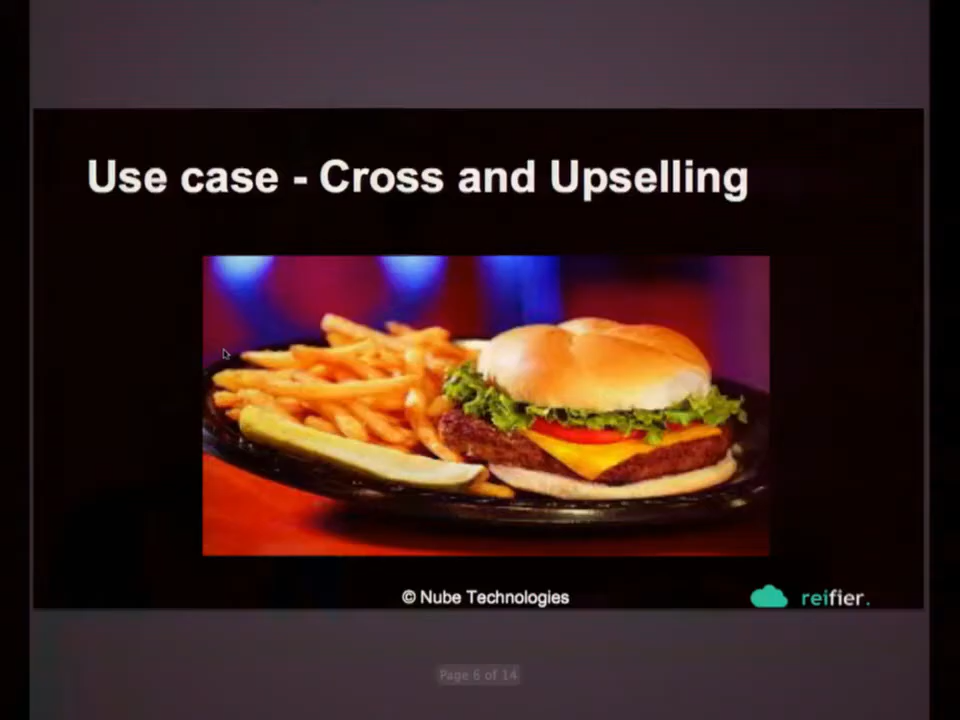 Use case - Cross and Upselling
© Nube Technologies
reifier.
Page 6 of 14